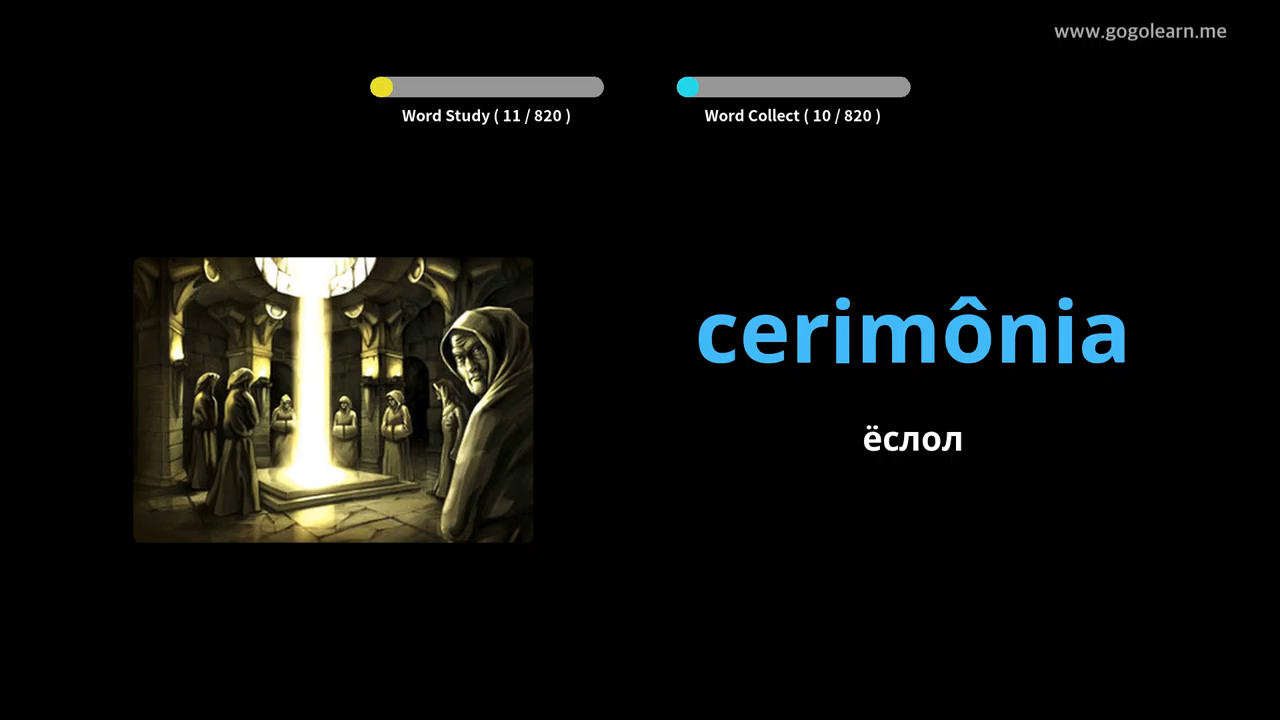 www.gogolearn.me
Word Study ( 11 / 820 )
Word Collect ( 10 / 820 )
cerimônia
ёслол